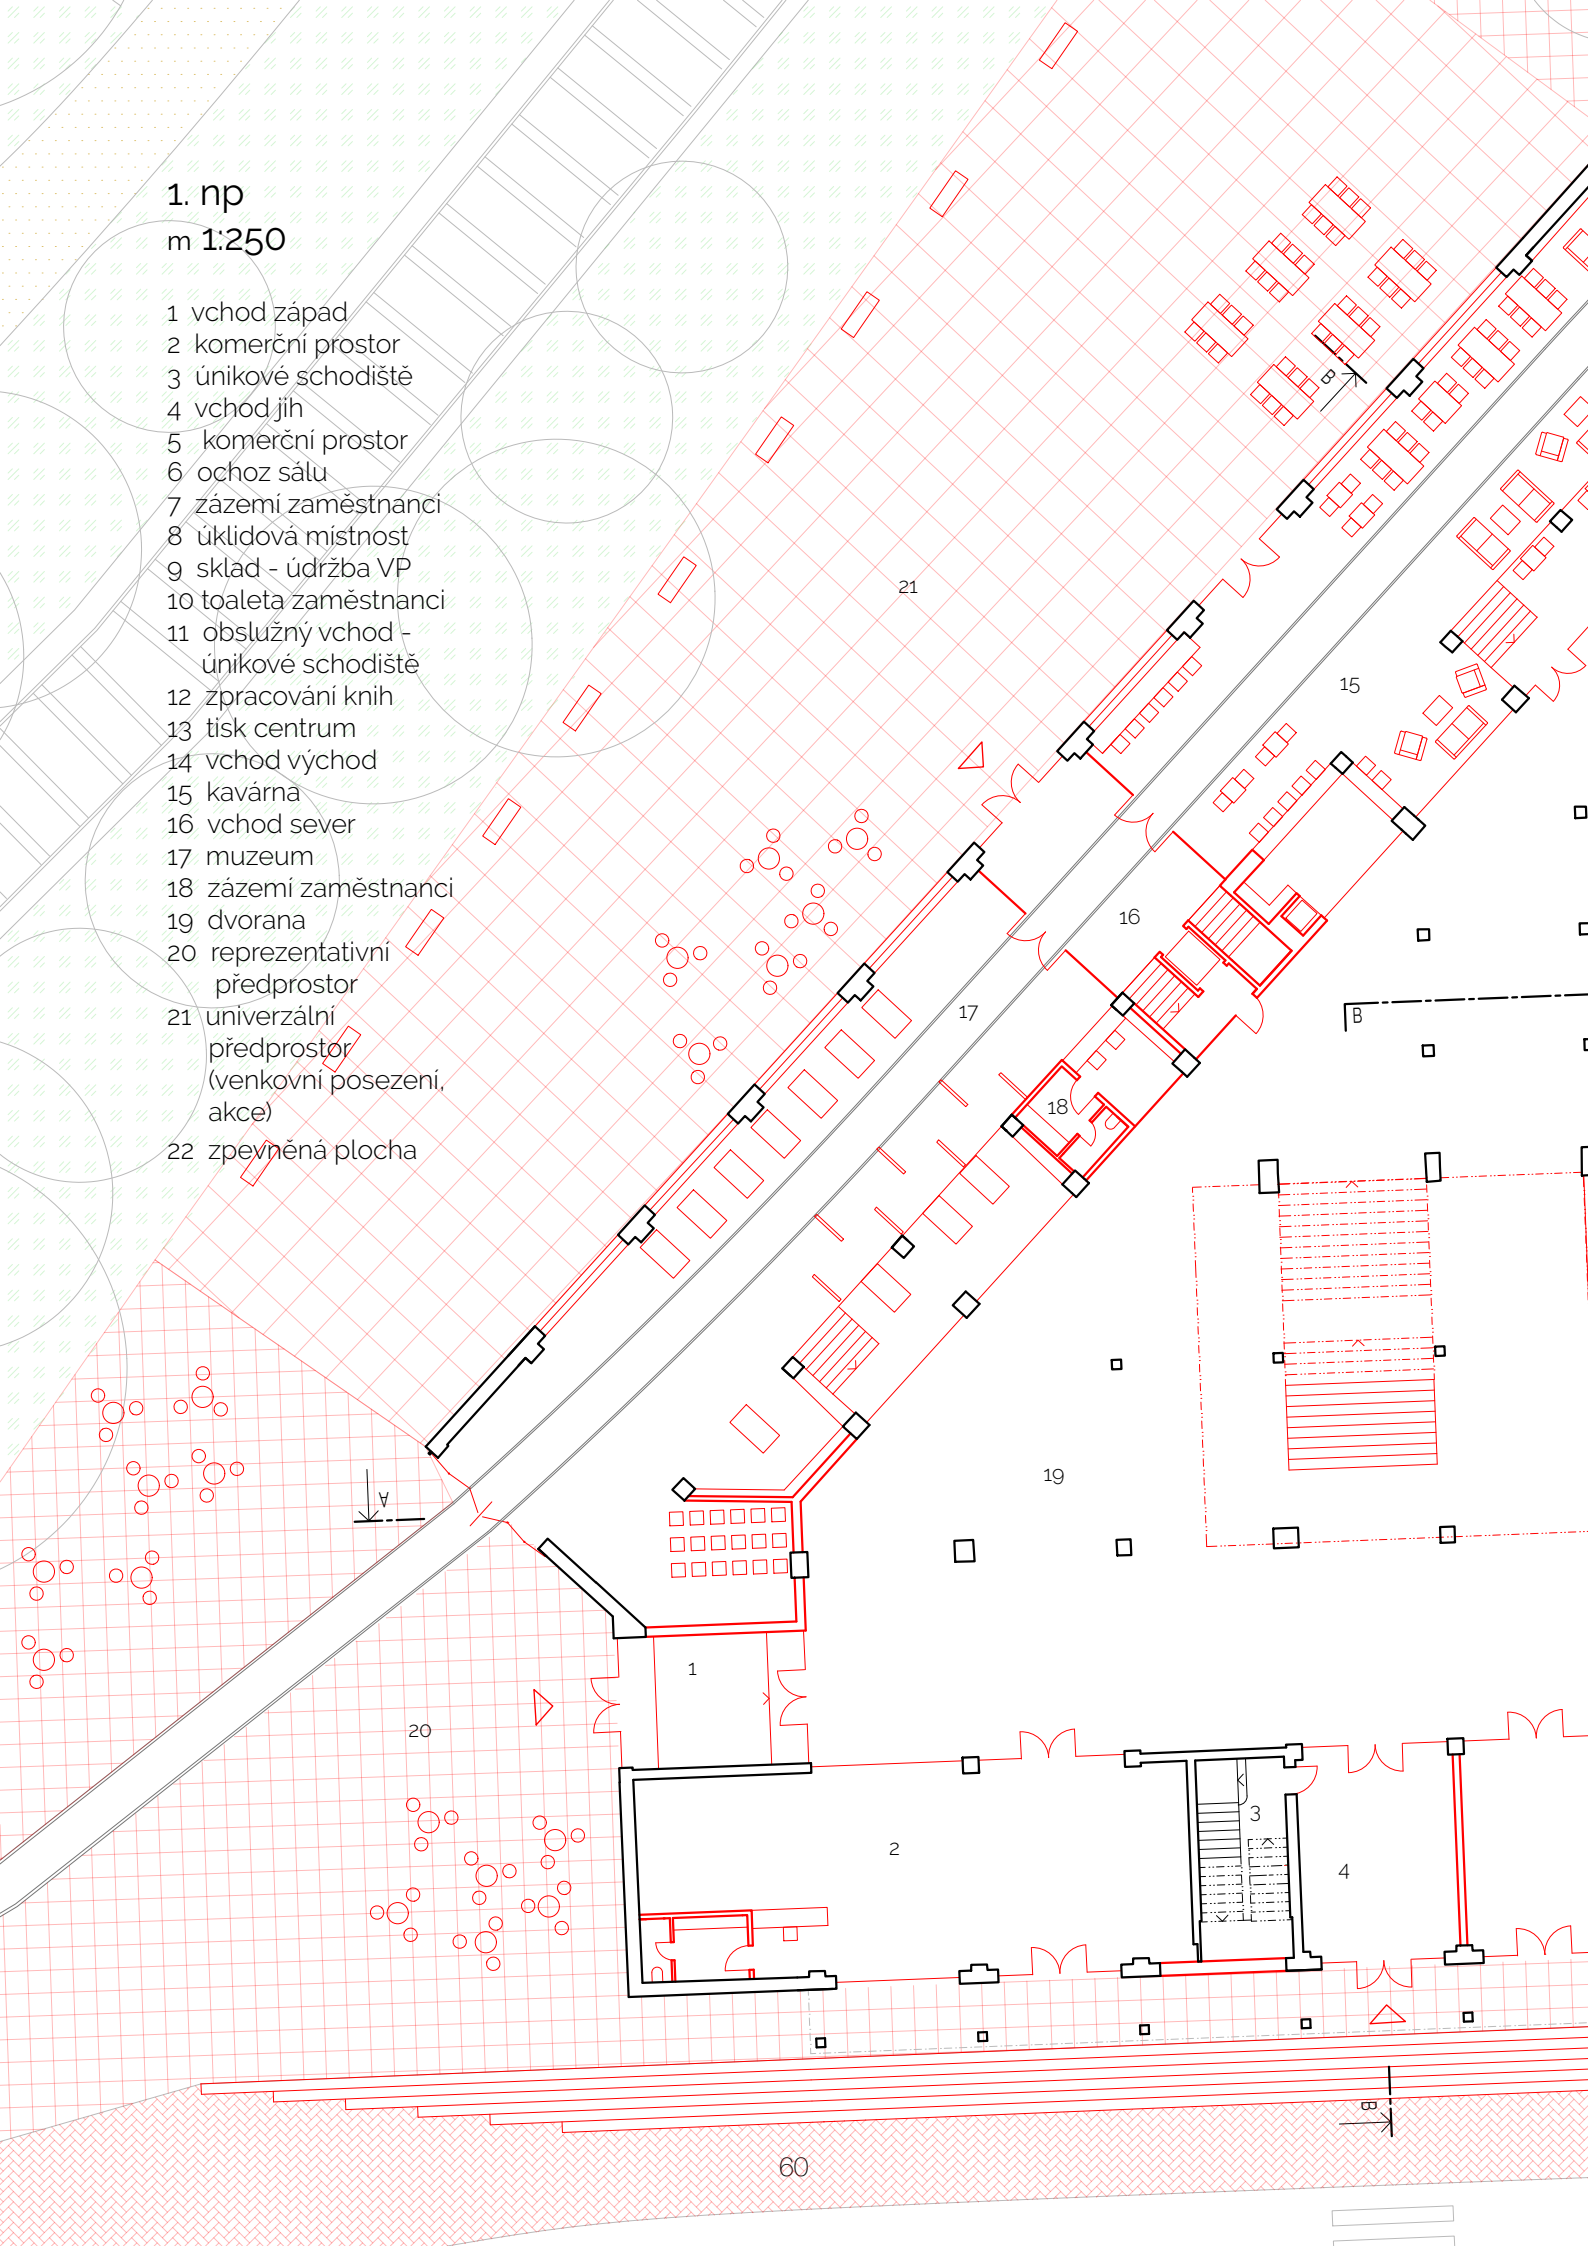 1. np
m 1:250
1 vchod západ
2 komerční prostor
3 únikové schodiště
4 vchod jih
5 komerční prostor
6 ochoz sálu
7 zázemí zaměstnanci
8 úklidová místnost
9 sklad - údržba VP
10 toaleta zaměstnanci
11 obslužný vchod -
únikové schodiště
12 zpracování knih
13 tisk centrum
14 vchod východ
15 kavárna
16 vchod sever
17 muzeum
18 zázemí zaměstnanci
19 dvorana
20 reprezentativní
předprostor
21 univerzální
předprostor
(venkovní posezení,
akce)
22 zpevněná plocha
B
21
15
16
17
B
18
19
A
1
20
3
2
4
B
60